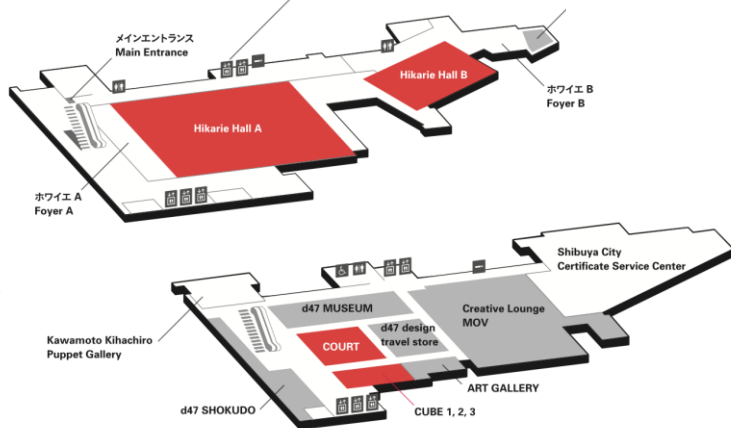 メインエントランス
Main Entrance
Hikarie Hall B
ホワイエ B
Foyer B
Hikarie Hall A
ホワイエ A
Foyer A
Shibuya City
Certificate Service Center
d47 MUSEUM
Creative Lounge
MOV
d47 design
travel store
Kawamoto Kihachiro
Puppet Gallery
COURT
ART GALLERY
d47 SHOKUDO
CUBE 1, 2, 3